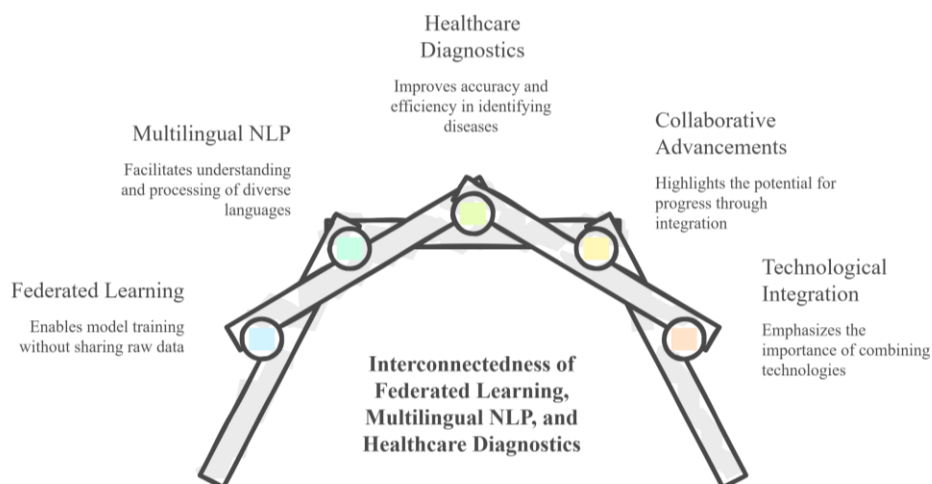 Healthcare
Diagnostics
Improves accuracy and
efficiency in identifying
diseases
Multilingual NLP
Facilitates understanding
and processing of diverse
languages
Collaborative
Advancements
Highlights the potential for
progress through
integration
Federated Learning
Enables model training
without sharing raw data
Technological
Integration
Emphasizes the
importance of combining
technologies
Interconnectedness of
Federated Learning,
Multilingual NLP, and
Healthcare Diagnostics